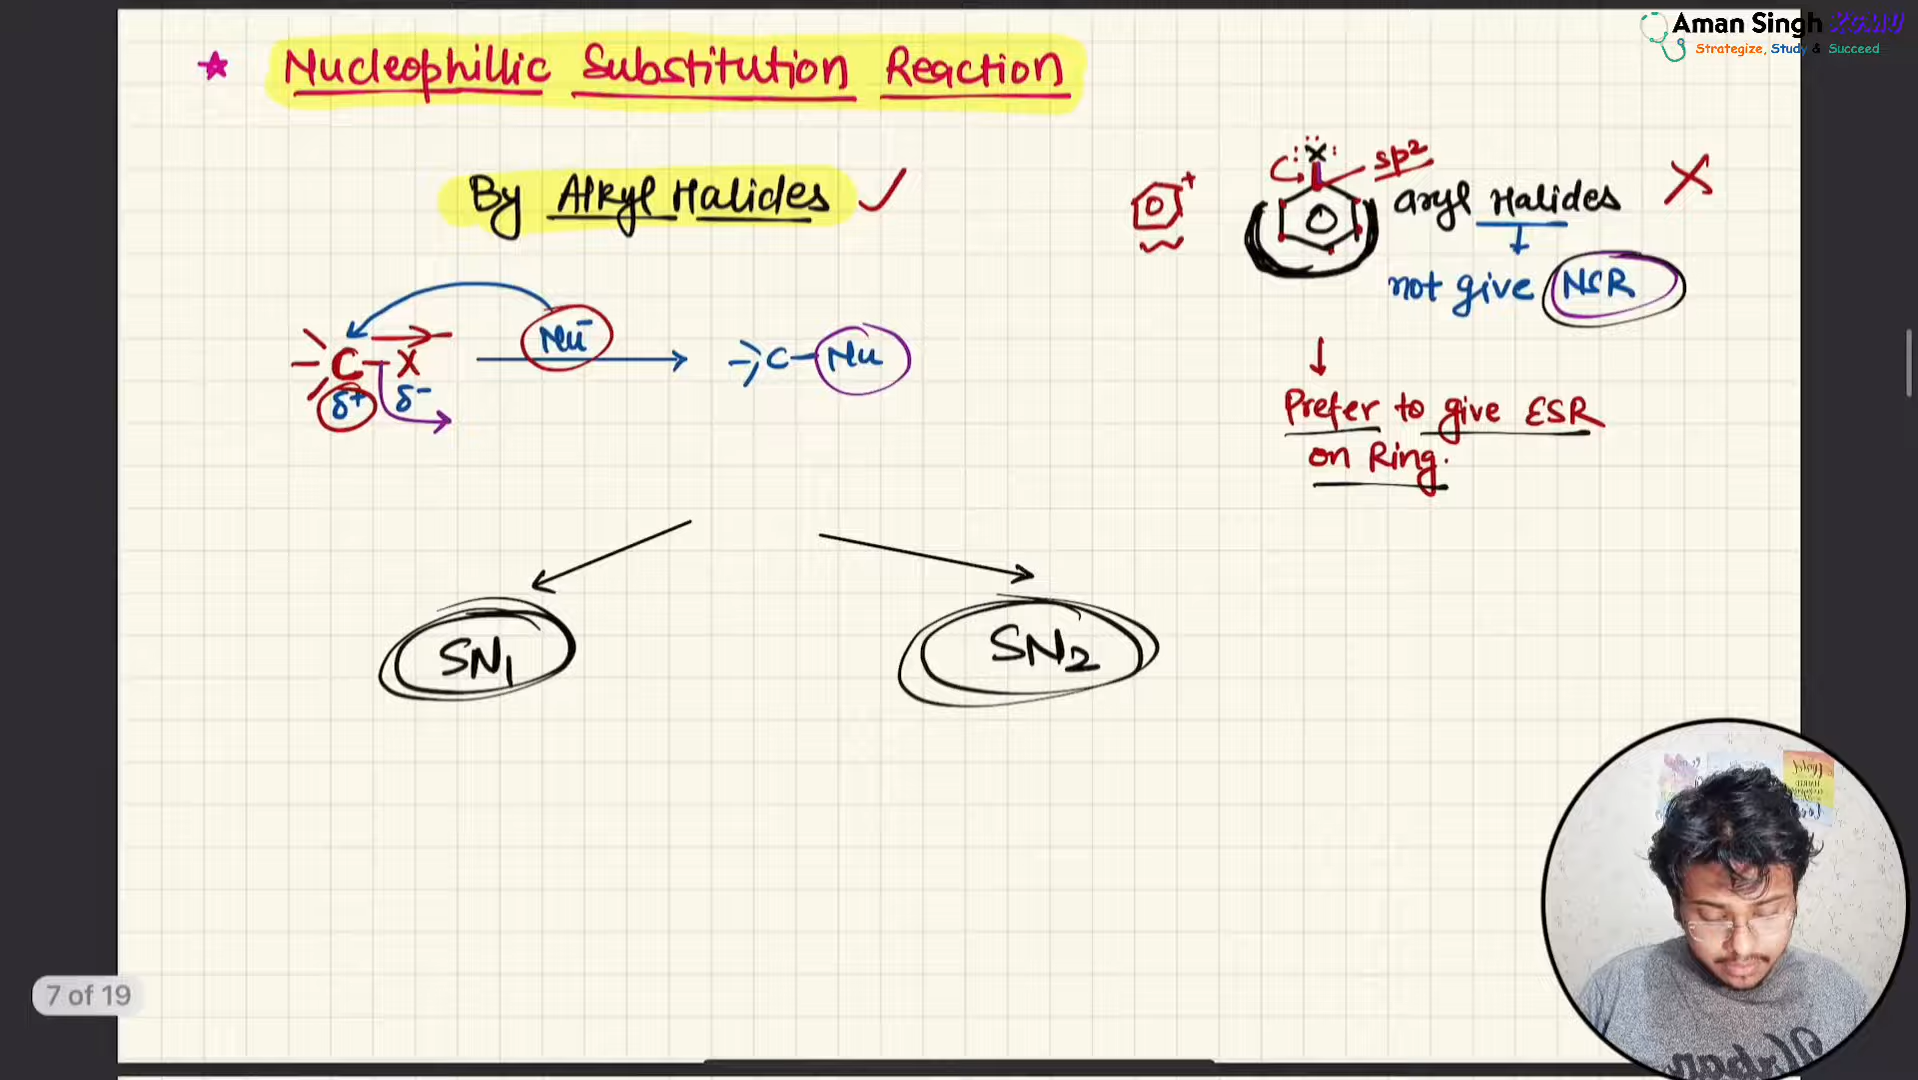 Aman Singh
Strategize, Study & Succeed
★ Nucleophillic Substitution Reaction
By Alkyl Halides ✓
C–X
δ+ δ-
Nu-
C–Nu
X
sp2
C
+
aryl Halides
not give NSR
Prefer to give ESR
on Ring.
SN1
SN2
7 of 19